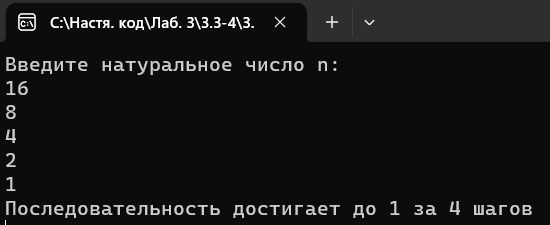 C:\Настя. код\Лаб. 3\3.3-4\3.
Введите натуральное число n:
16
8
4
2
1
Последовательность достигает до 1 за 4 шагов